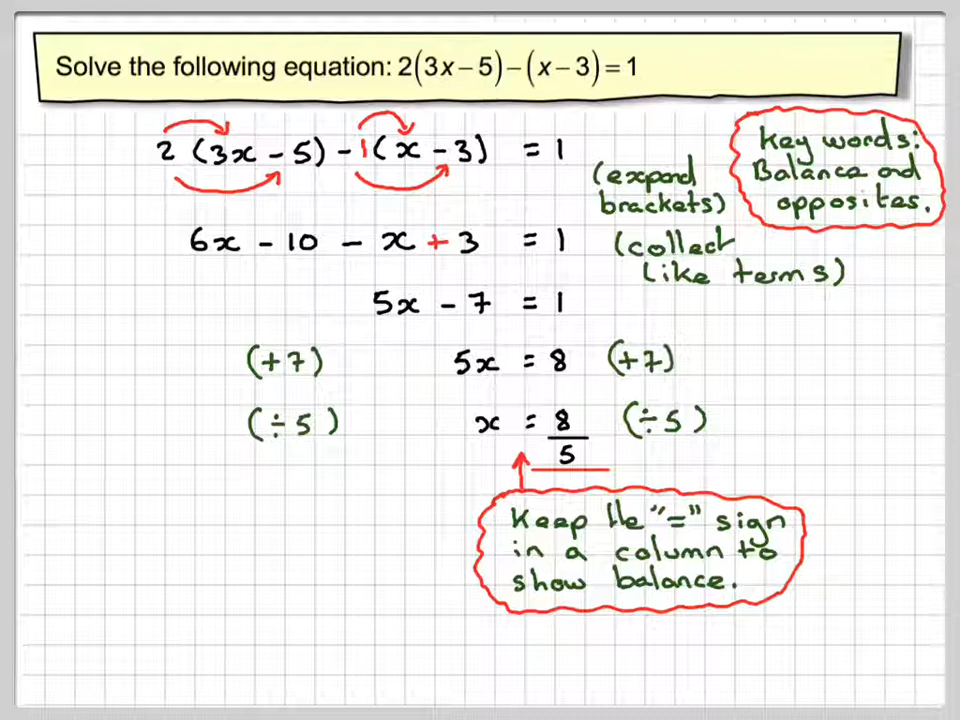 Solve the following equation: 2(3x – 5) – (x – 3) = 1
2 (3x – 5) – 1(x – 3) = 1
Key words:
Balance and
opposites.
(expand
brackets)
6x – 10 – x + 3 = 1
(collect
like terms)
5x – 7 = 1
(+7) 5x = 8 (+7)
(÷5) x = 8/5 (÷5)
Keep the "=" sign
in a column to
show balance.